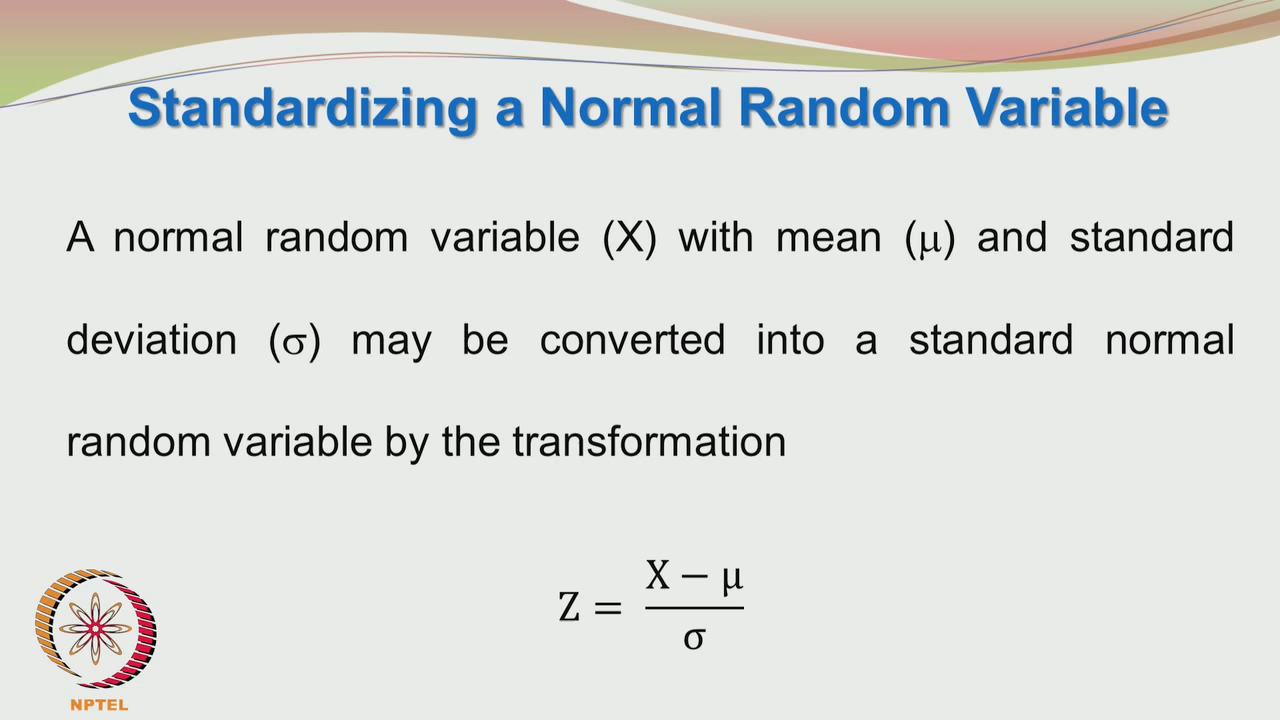 Standardizing a Normal Random Variable
A normal random variable (X) with mean (μ) and standard
deviation (σ) may be converted into a standard normal
random variable by the transformation
Z = (X − μ) / σ
NPTEL